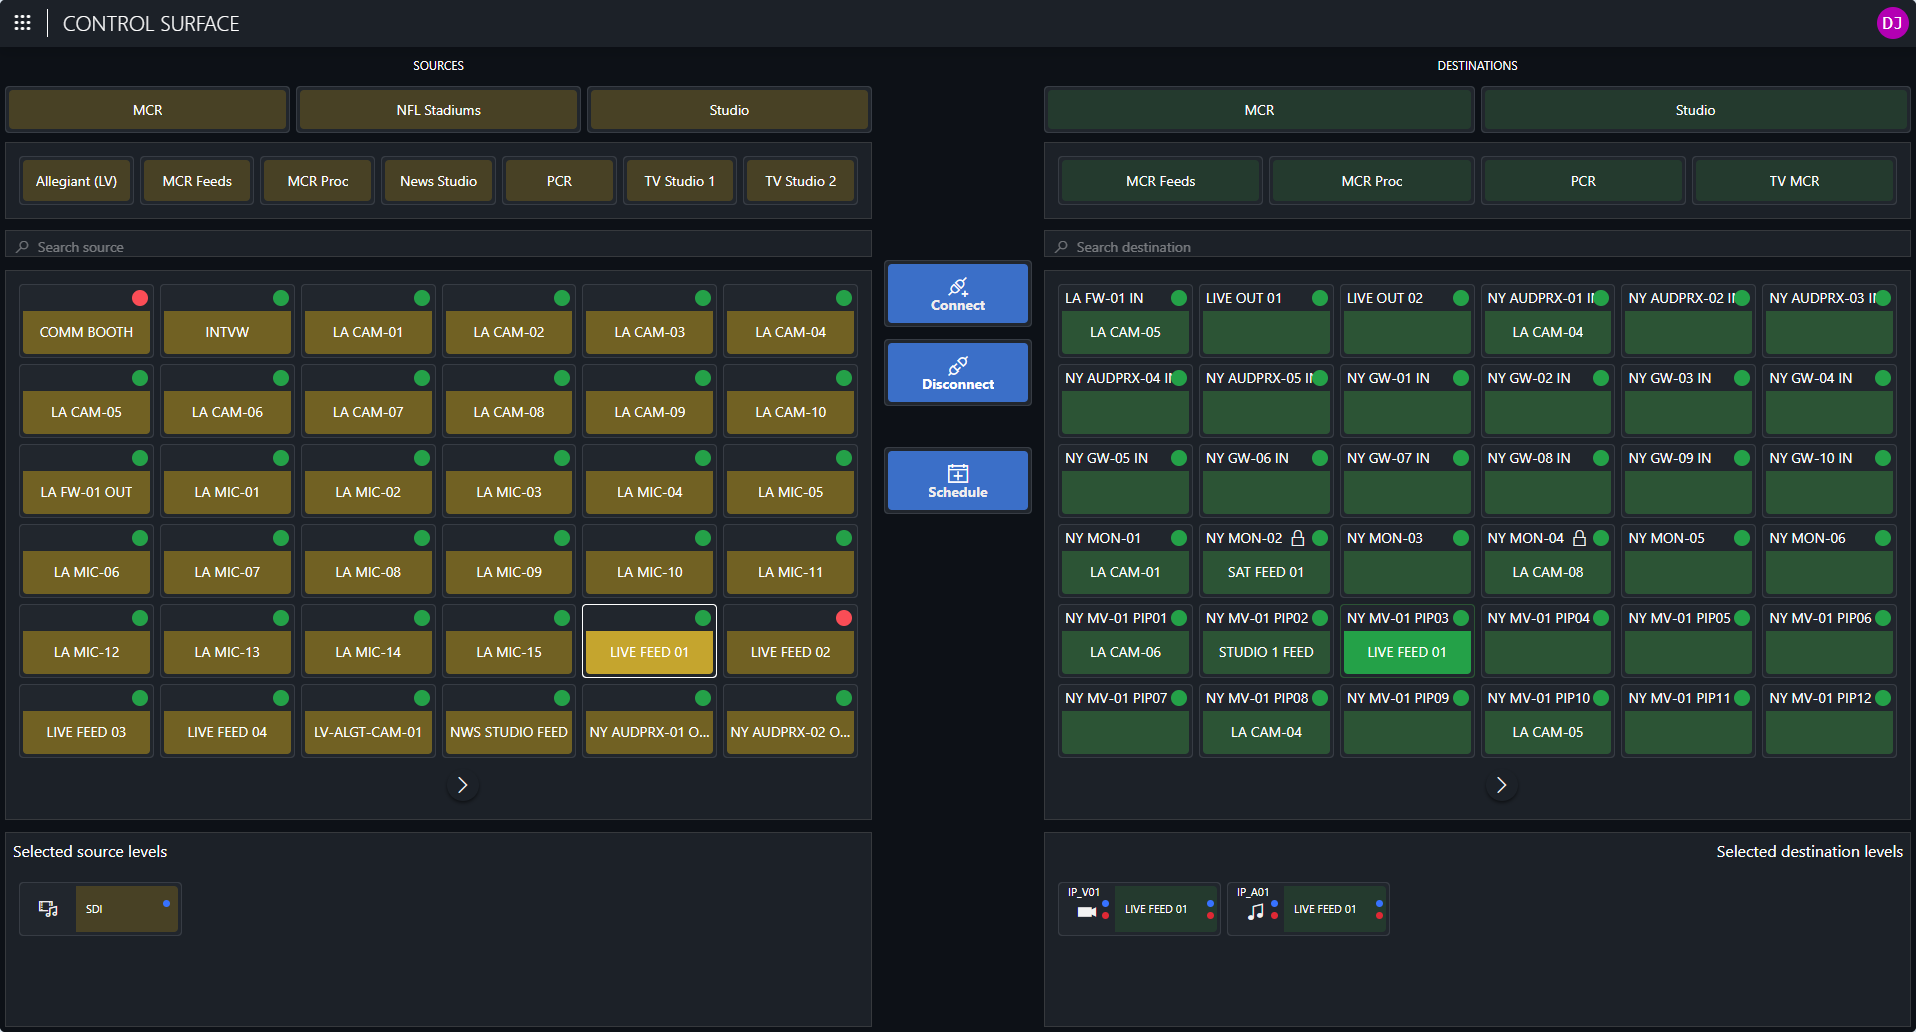 CONTROL SURFACE
DJ
SOURCES
MCR
NFL Stadiums
Studio
Allegiant (LV)
MCR Feeds
MCR Proc
News Studio
PCR
TV Studio 1
TV Studio 2
Search source
COMM BOOTH
INTVW
LA CAM-01
LA CAM-02
LA CAM-03
LA CAM-04
LA CAM-05
LA CAM-06
LA CAM-07
LA CAM-08
LA CAM-09
LA CAM-10
LA FW-01 OUT
LA MIC-01
LA MIC-02
LA MIC-03
LA MIC-04
LA MIC-05
LA MIC-06
LA MIC-07
LA MIC-08
LA MIC-09
LA MIC-10
LA MIC-11
LA MIC-12
LA MIC-13
LA MIC-14
LA MIC-15
LIVE FEED 01
LIVE FEED 02
LIVE FEED 03
LIVE FEED 04
LV-ALGT-CAM-01
NWS STUDIO FEED
NY AUDPRX-01 O...
NY AUDPRX-02 O...
Selected source levels
SDI
Connect
Disconnect
Schedule
DESTINATIONS
MCR
Studio
MCR Feeds
MCR Proc
PCR
TV MCR
Search destination
LA FW-01 IN
LA CAM-05
LIVE OUT 01
LIVE OUT 02
NY AUDPRX-01 IN
LA CAM-04
NY AUDPRX-02 IN
NY AUDPRX-03 IN
NY AUDPRX-04 IN
NY AUDPRX-05 IN
NY GW-01 IN
NY GW-02 IN
NY GW-03 IN
NY GW-04 IN
NY GW-05 IN
NY GW-06 IN
NY GW-07 IN
NY GW-08 IN
NY GW-09 IN
NY GW-10 IN
NY MON-01
LA CAM-01
NY MON-02
SAT FEED 01
NY MON-03
NY MON-04
LA CAM-08
NY MON-05
NY MON-06
NY MV-01 PIP01
LA CAM-06
NY MV-01 PIP02
STUDIO 1 FEED
NY MV-01 PIP03
LIVE FEED 01
NY MV-01 PIP04
NY MV-01 PIP05
NY MV-01 PIP06
NY MV-01 PIP07
NY MV-01 PIP08
LA CAM-04
NY MV-01 PIP09
NY MV-01 PIP10
LA CAM-05
NY MV-01 PIP11
NY MV-01 PIP12
Selected destination levels
IP_V01
LIVE FEED 01
IP_A01
LIVE FEED 01